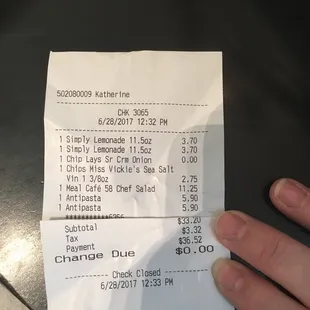 502080009 Katherine
CHK 3065
6/28/2017 12:32 PM
1 Simply Lemonade 11.5oz 3.70
1 Simply Lemonade 11.5oz 3.70
1 Chip Lays Sr Crm Onion 0.00
1 Chips Miss Vickie's Sea Salt
Vin 1 3/8oz 2.75
1 Meal Café 58 Chef Salad 11.25
1 Antipasta 5.90
1 Antipasta 5.90
Subtotal $33.20
Tax $3.32
Payment $36.52
Change Due $0.00
Check Closed
6/28/2017 12:33 PM